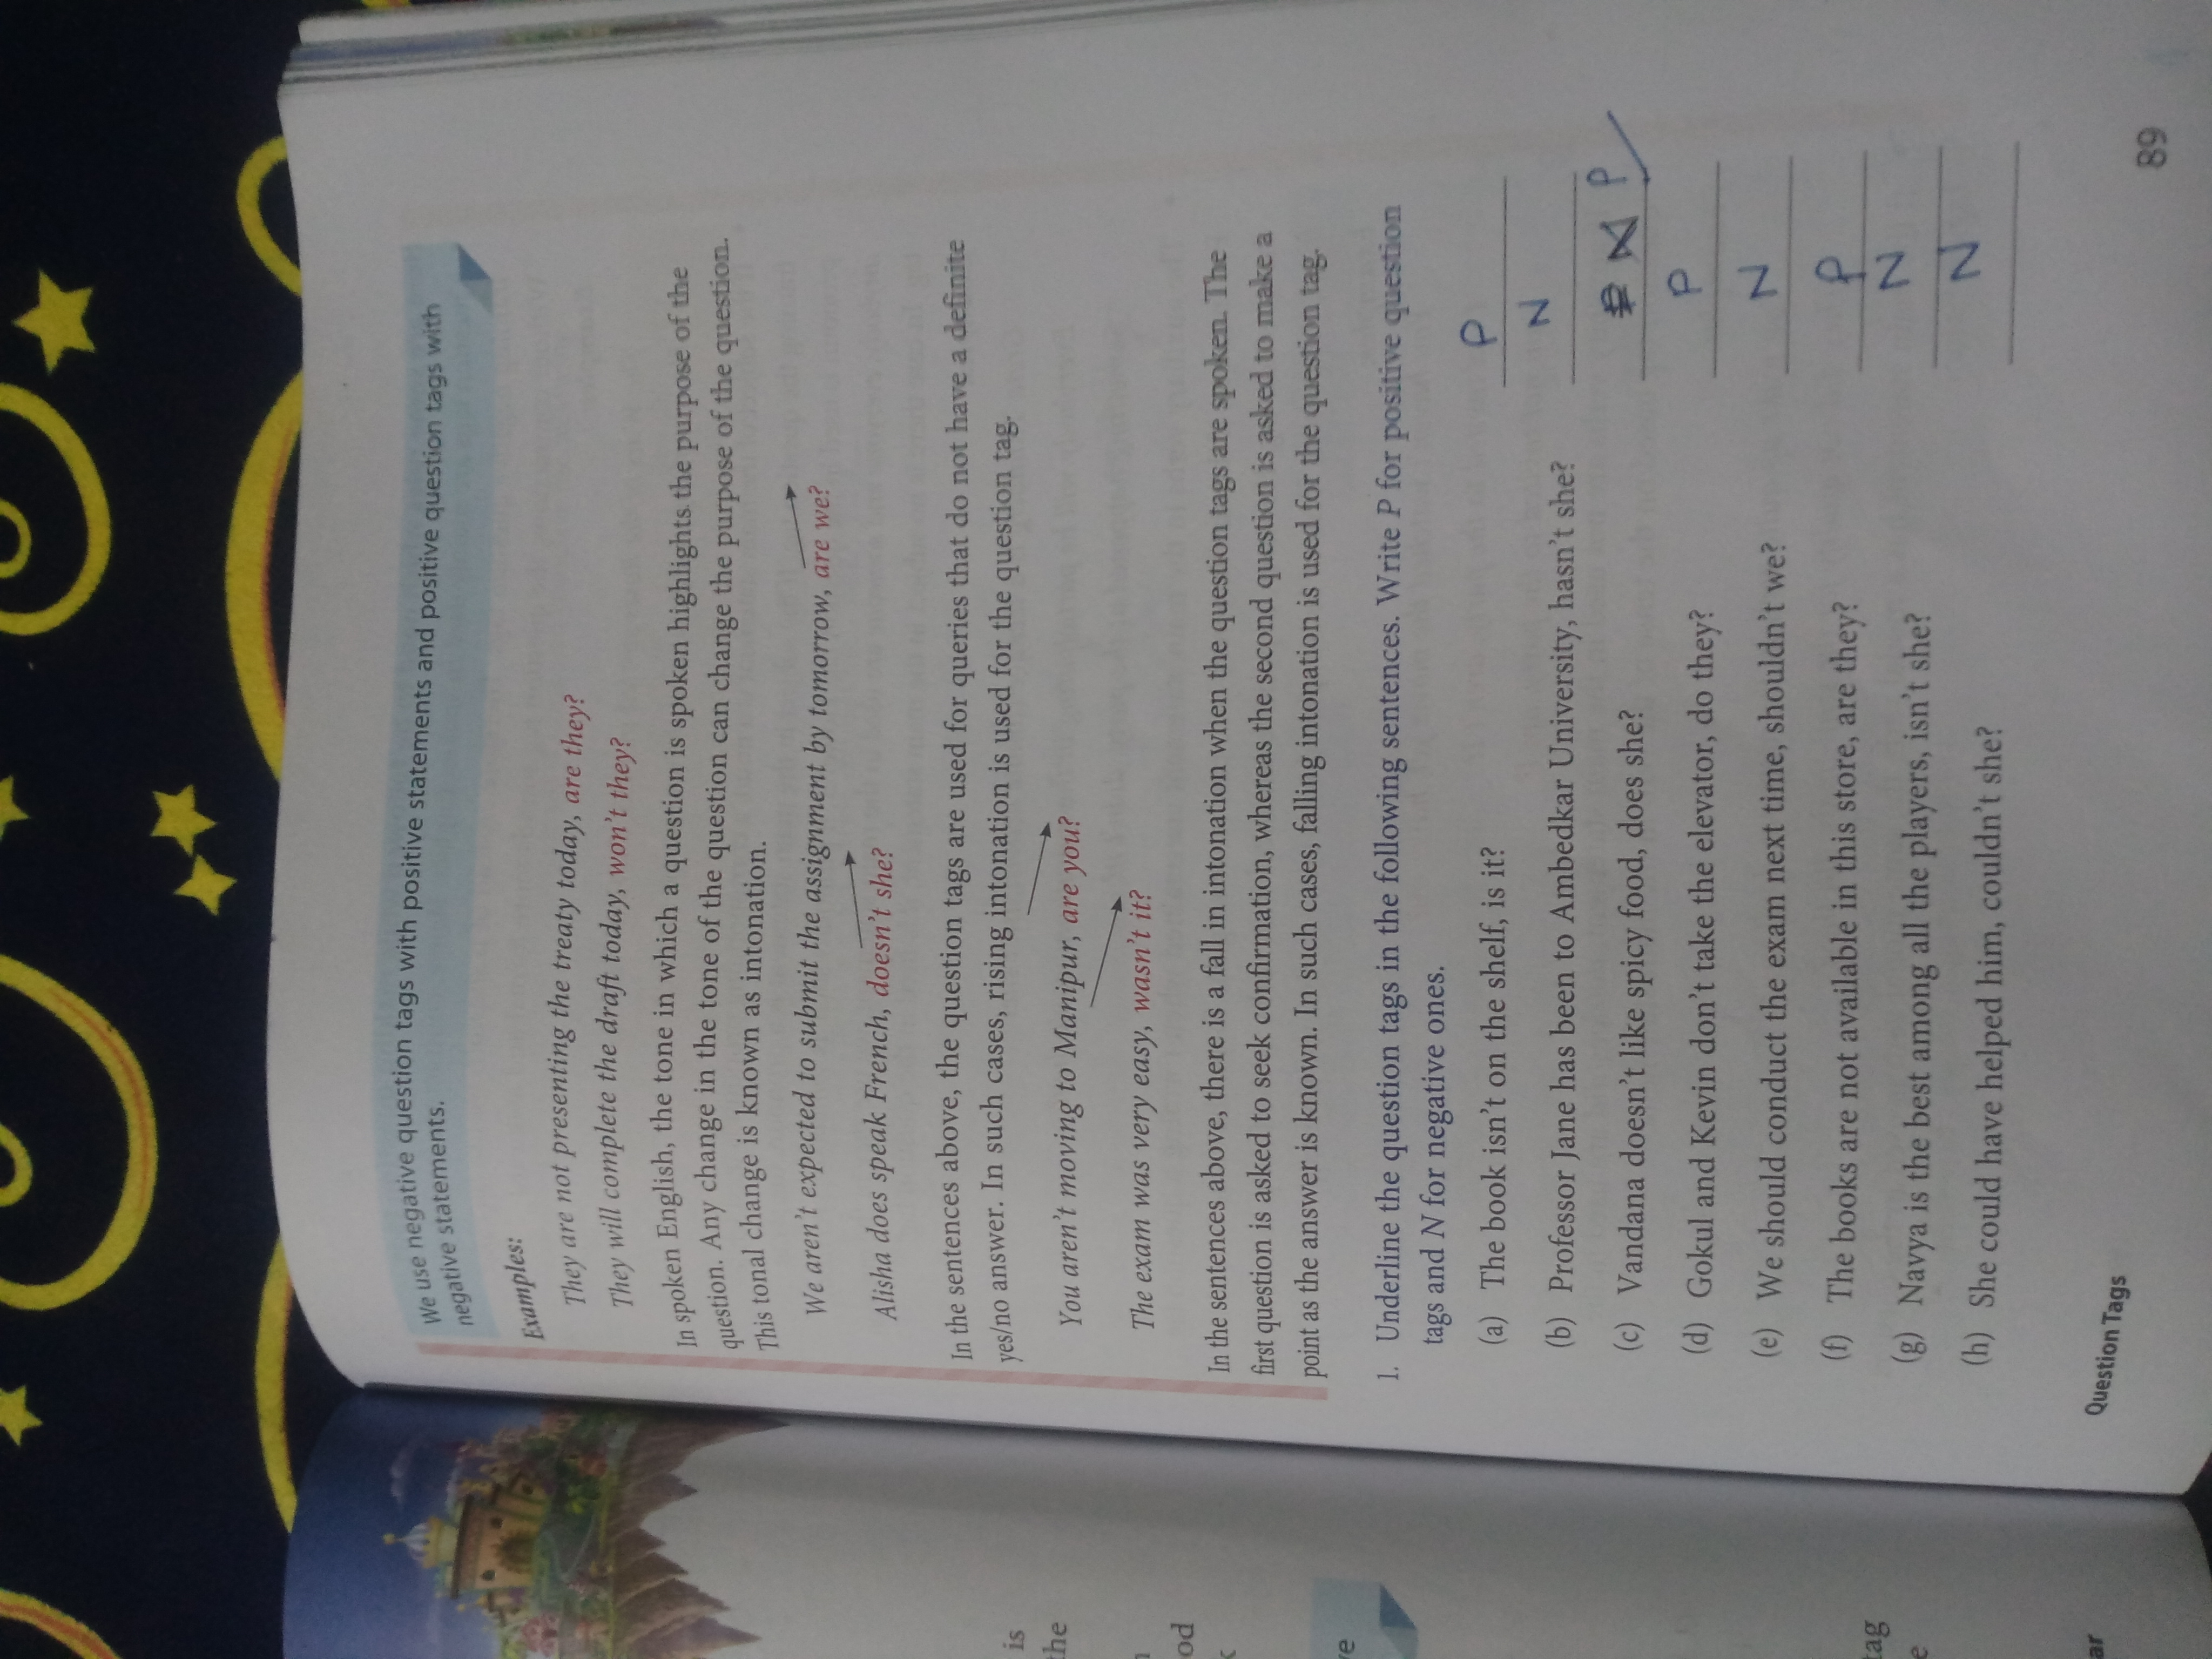 We use negative question tags with positive statements and positive question tags with
negative statements.
Examples:
They are not presenting the treaty today, are they?
They will complete the draft today, won't they?
In spoken English, the tone in which a question is spoken highlights the purpose of the
question. Any change in the tone of the question can change the purpose of the question.
This tonal change is known as intonation.
We aren't expected to submit the assignment by tomorrow, are we?
Alisha does speak French, doesn't she?
In the sentences above, the question tags are used for queries that do not have a definite
yes/no answer. In such cases, rising intonation is used for the question tag.
You aren't moving to Manipur, are you?
The exam was very easy, wasn't it?
In the sentences above, there is a fall in intonation when the question tags are spoken. The
first question is asked to seek confirmation, whereas the second question is asked to make a
point as the answer is known. In such cases, falling intonation is used for the question tag.
1. Underline the question tags in the following sentences. Write P for positive question
tags and N for negative ones.
(a) The book isn't on the shelf, is it? P
(b) Professor Jane has been to Ambedkar University, hasn't she? N
(c) Vandana doesn't like spicy food, does she? P
(d) Gokul and Kevin don't take the elevator, do they? P
(e) We should conduct the exam next time, shouldn't we? N
(f) The books are not available in this store, are they? P
(g) Navya is the best among all the players, isn't she? N
(h) She could have helped him, couldn't she? N
Question Tags
89
is
the
od
tag
ar